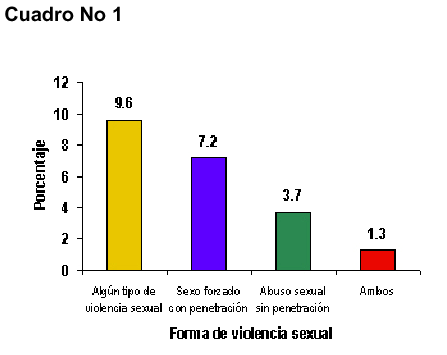 Cuadro No 1
12
10
8
6
4
2
0
Porcentaje
9.6
7.2
3.7
1.3
Algún tipo de
violencia sexual
Sexo forzado
con penetración
Abuso sexual
sin penetración
Ambos
Forma de violencia sexual